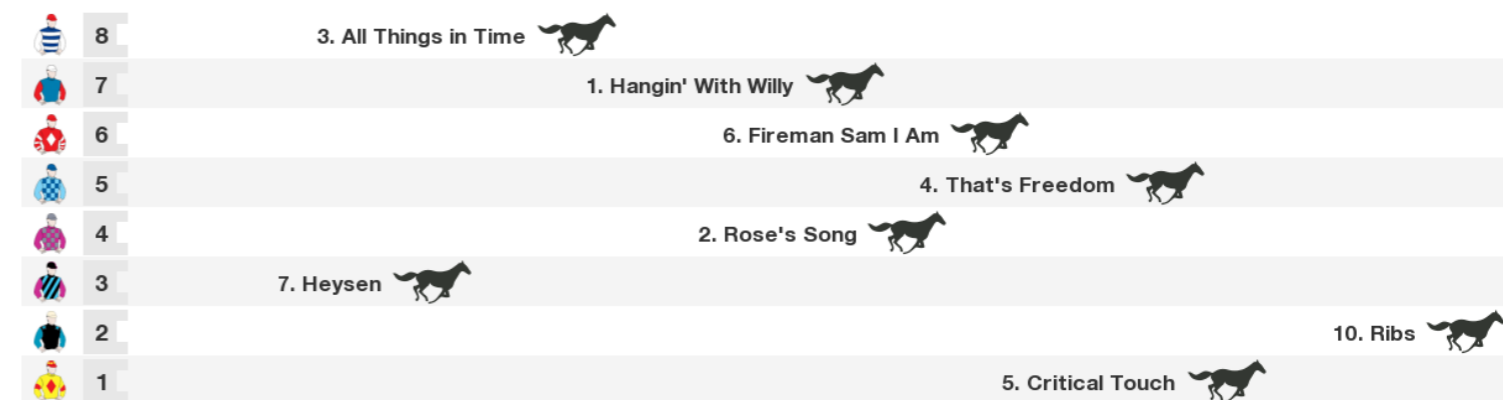 8 3. All Things in Time
7 1. Hangin' With Willy
6 6. Fireman Sam I Am
5 4. That's Freedom
4 2. Rose's Song
3 7. Heysen
2 10. Ribs
1 5. Critical Touch